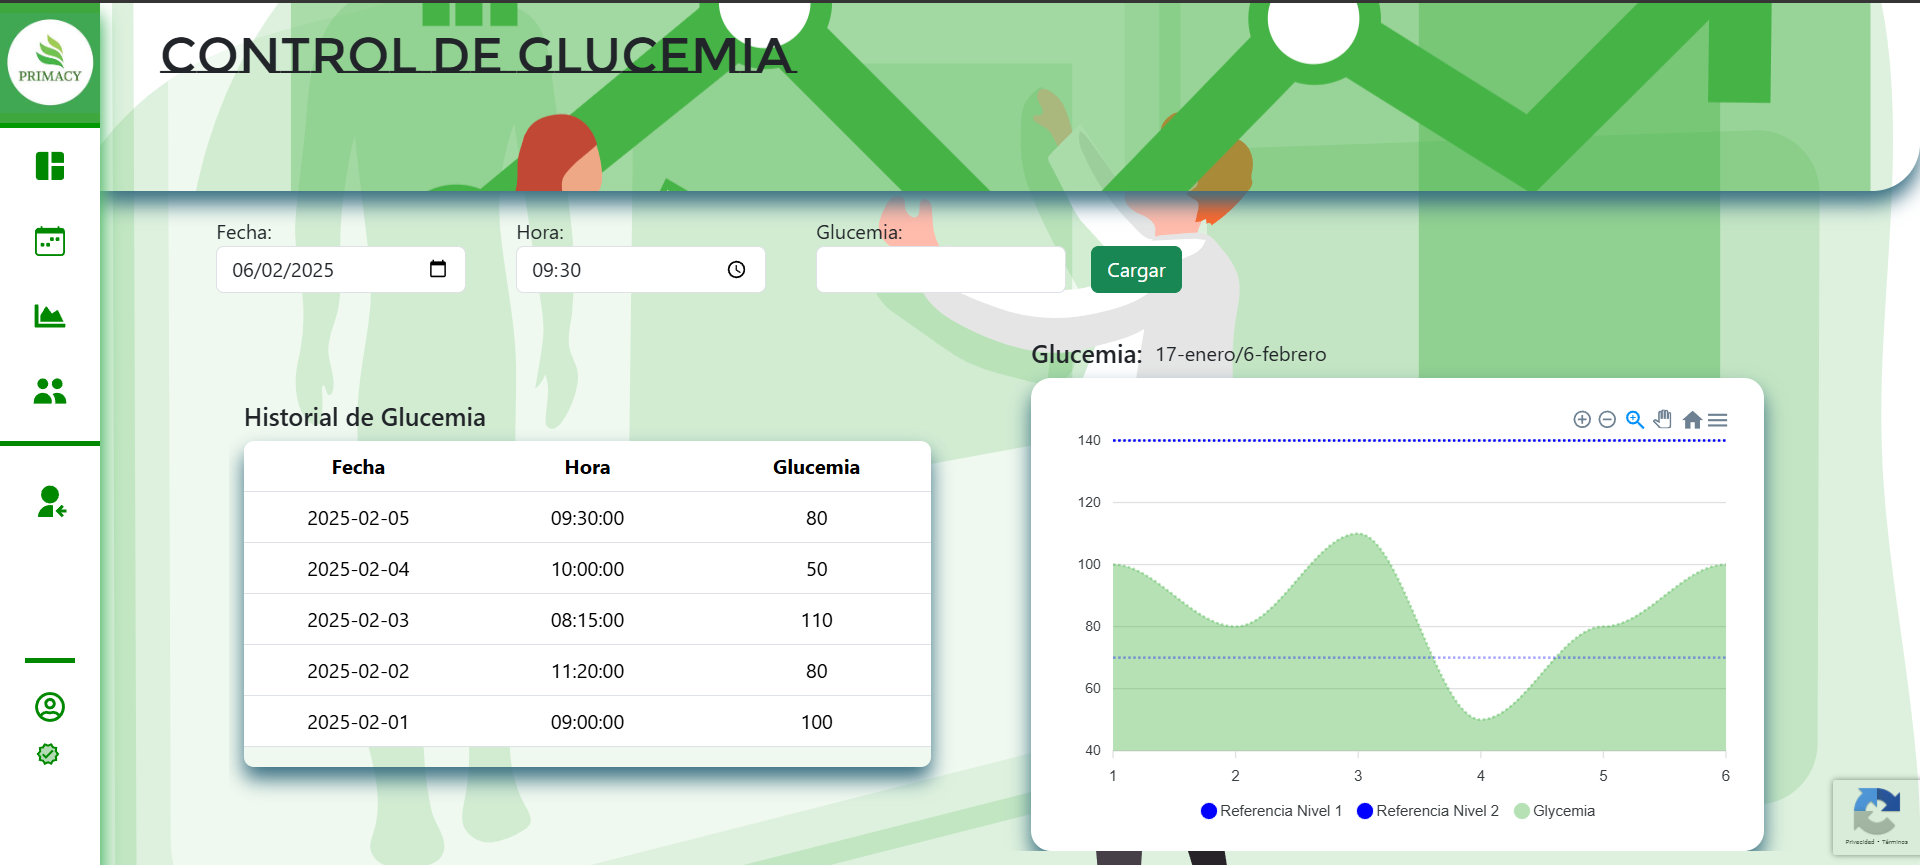 PRIMACY
CONTROL DE GLUCEMIA
Fecha:
Hora:
Glucemia:
06/02/2025
09:30
Cargar
Glucemia: 17-enero/6-febrero
Historial de Glucemia
Fecha Hora Glucemia
2025-02-05 09:30:00 80
2025-02-04 10:00:00 50
2025-02-03 08:15:00 110
2025-02-02 11:20:00 80
2025-02-01 09:00:00 100
140
120
100
80
60
40
1 2 3 4 5 6
Referencia Nivel 1 Referencia Nivel 2 Glycemia
Privacidad - Términos